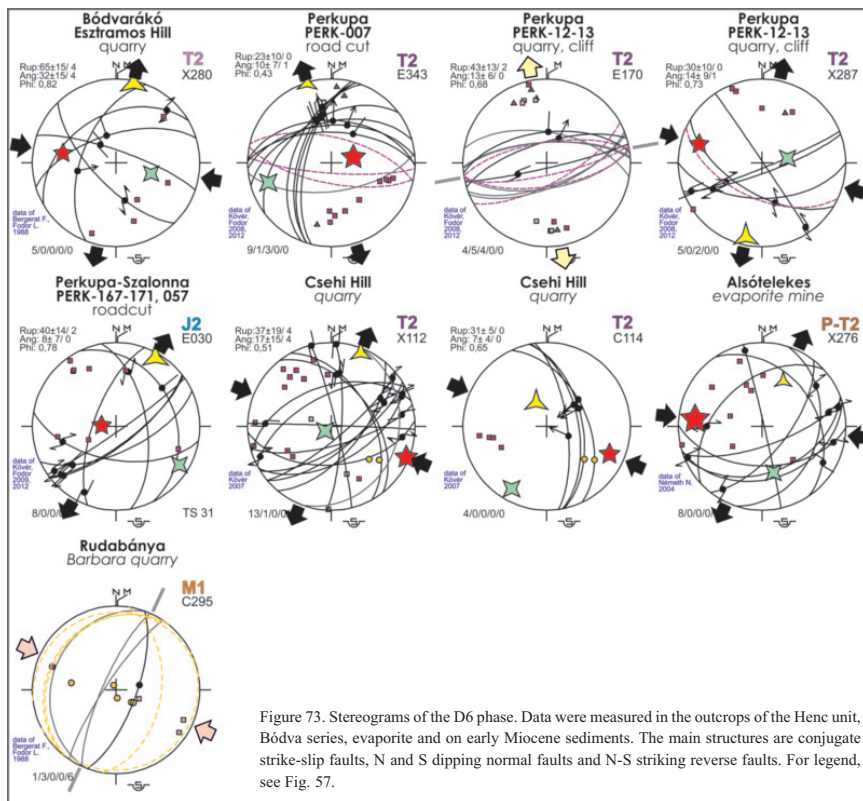 Bódvarákó
Esztramos Hill
quarry
T2
X280
Rup:65±15/ 4
Ang:32±15/ 4
Phi: 0,82
N M
data of
Bergerat F.,
Fodor L.
1988
5/0/0/0/0
5
Perkupa
PERK-007
road cut
T2
E343
Rup:23±10/ 0
Ang:10± 7/ 1
Phi: 0,43
N M
data of
Kövér,
Fodor
2008,
2012
9/1/3/0/0
5
Perkupa
PERK-12-13
quarry, cliff
T2
E170
Rup:43±13/ 2
Ang:13± 6/ 0
Phi: 0,68
N M
data of
Kövér,
Fodor
2008,
2012
4/5/4/0/0
5
Perkupa
PERK-12-13
quarry, cliff
T2
X287
Rup:30±10/ 0
Ang:14± 9/1
Phi: 0,73
N M
data of
Kövér,
Fodor
2008,
2012
5/0/2/0/0
5
Perkupa-Szalonna
PERK-167-171, 057
roadcut
J2
E030
Rup:40±14/ 2
Ang: 8± 7/ 0
Phi: 0,78
N M
data of
Kövér,
Fodor
2009,
2012
8/0/0/0/
TS 31
5
Csehi Hill
quarry
T2
X112
Rup:37±19/ 4
Ang:17±15/ 4
Phi: 0,51
N M
data of
Kövér
2007
13/1/0/0/
5
Csehi Hill
quarry
T2
C114
Rup:31± 5/ 0
Ang: 7± 4/ 0
Phi: 0,65
N M
data of
Kövér
2007
4/0/0/0/0
5
Alsótelekes
evaporite mine
P-T2
X276
N M
data of
Németh N.
2004
8/0/0/0/
5
Rudabánya
Barbara quarry
M1
C295
N M
data of
Bergerat F.,
Fodor L.
1988
1/3/0/0/6
5
Figure 73. Stereograms of the D6 phase. Data were measured in the outcrops of the Henc unit,
Bódva series, evaporite and on early Miocene sediments. The main structures are conjugate
strike-slip faults, N and S dipping normal faults and N-S striking reverse faults. For legend,
see Fig. 57.